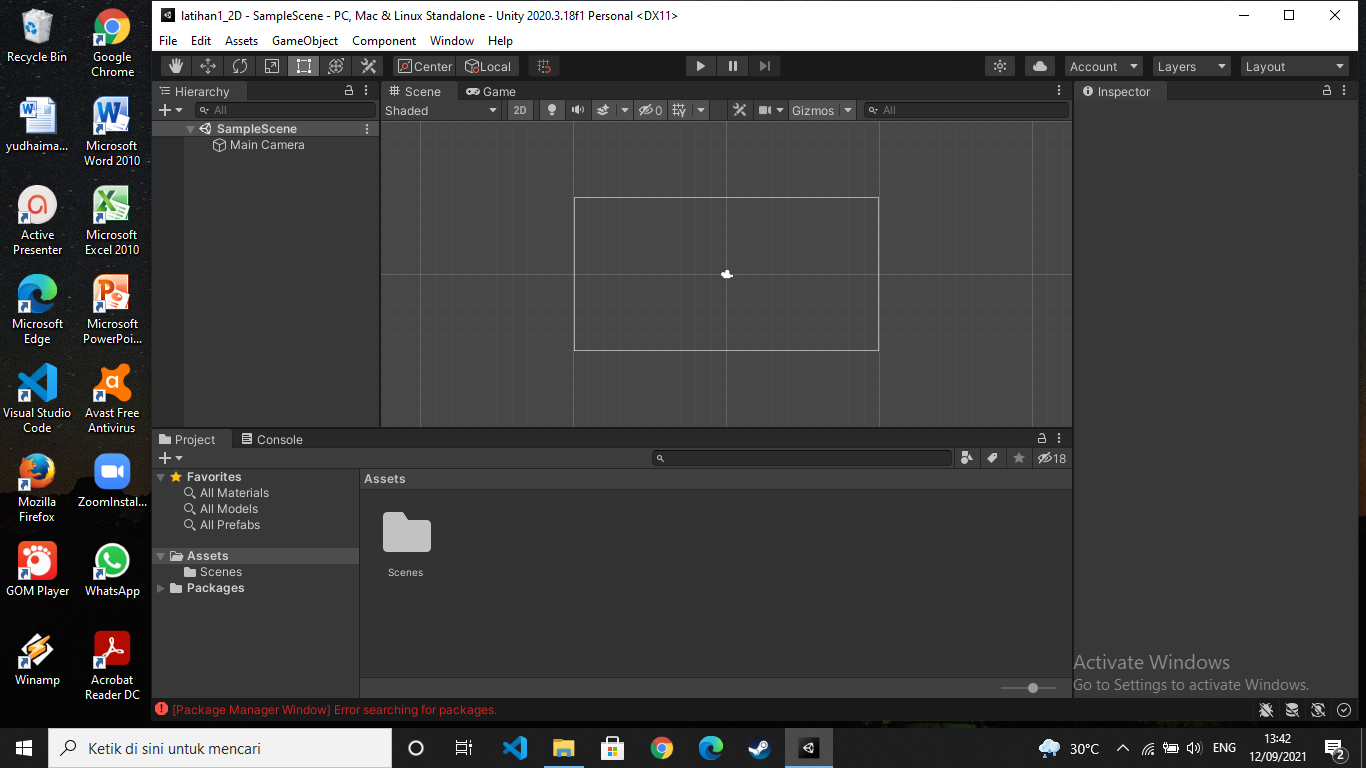 Recycle Bin
Google
Chrome
yudhaima...
Microsoft
Word 2010
Active
Presenter
Microsoft
Excel 2010
Microsoft
Edge
Microsoft
PowerPoi...
Visual Studio
Code
Avast Free
Antivirus
Mozilla
Firefox
ZoomInstal...
GOM Player
WhatsApp
Winamp
Acrobat
Reader DC
latihan1_2D - SampleScene - PC, Mac & Linux Standalone - Unity 2020.3.18f1 Personal <DX11>
File Edit Assets GameObject Component Window Help
Center Local Account Layers Layout
Hierarchy
All
SampleScene
Main Camera
Scene Game
Shaded 2D 0 Gizmos All
Inspector
Project Console
18
Favorites
All Materials
All Models
All Prefabs
Assets
Scenes
Packages
Assets
Scenes
Activate Windows
Go to Settings to activate Windows.
[Package Manager Window] Error searching for packages.
Ketik di sini untuk mencari
30°C
ENG
13:42
12/09/2021
2